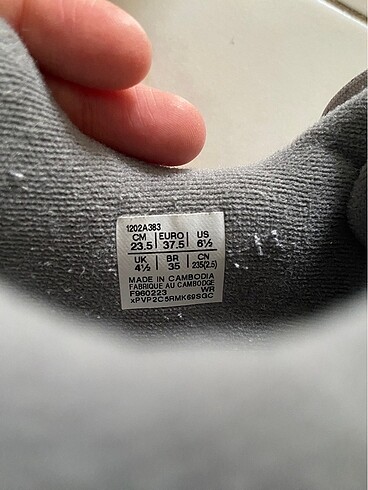 1202A383
CM EURO US
23.5 37.5 6½
UK BR CN
4½ 35 235(2.5)
MADE IN CAMBODIA
FABRIQUE AU CAMBODGE
F960223 WR
xPVP2C5RMK69SGC